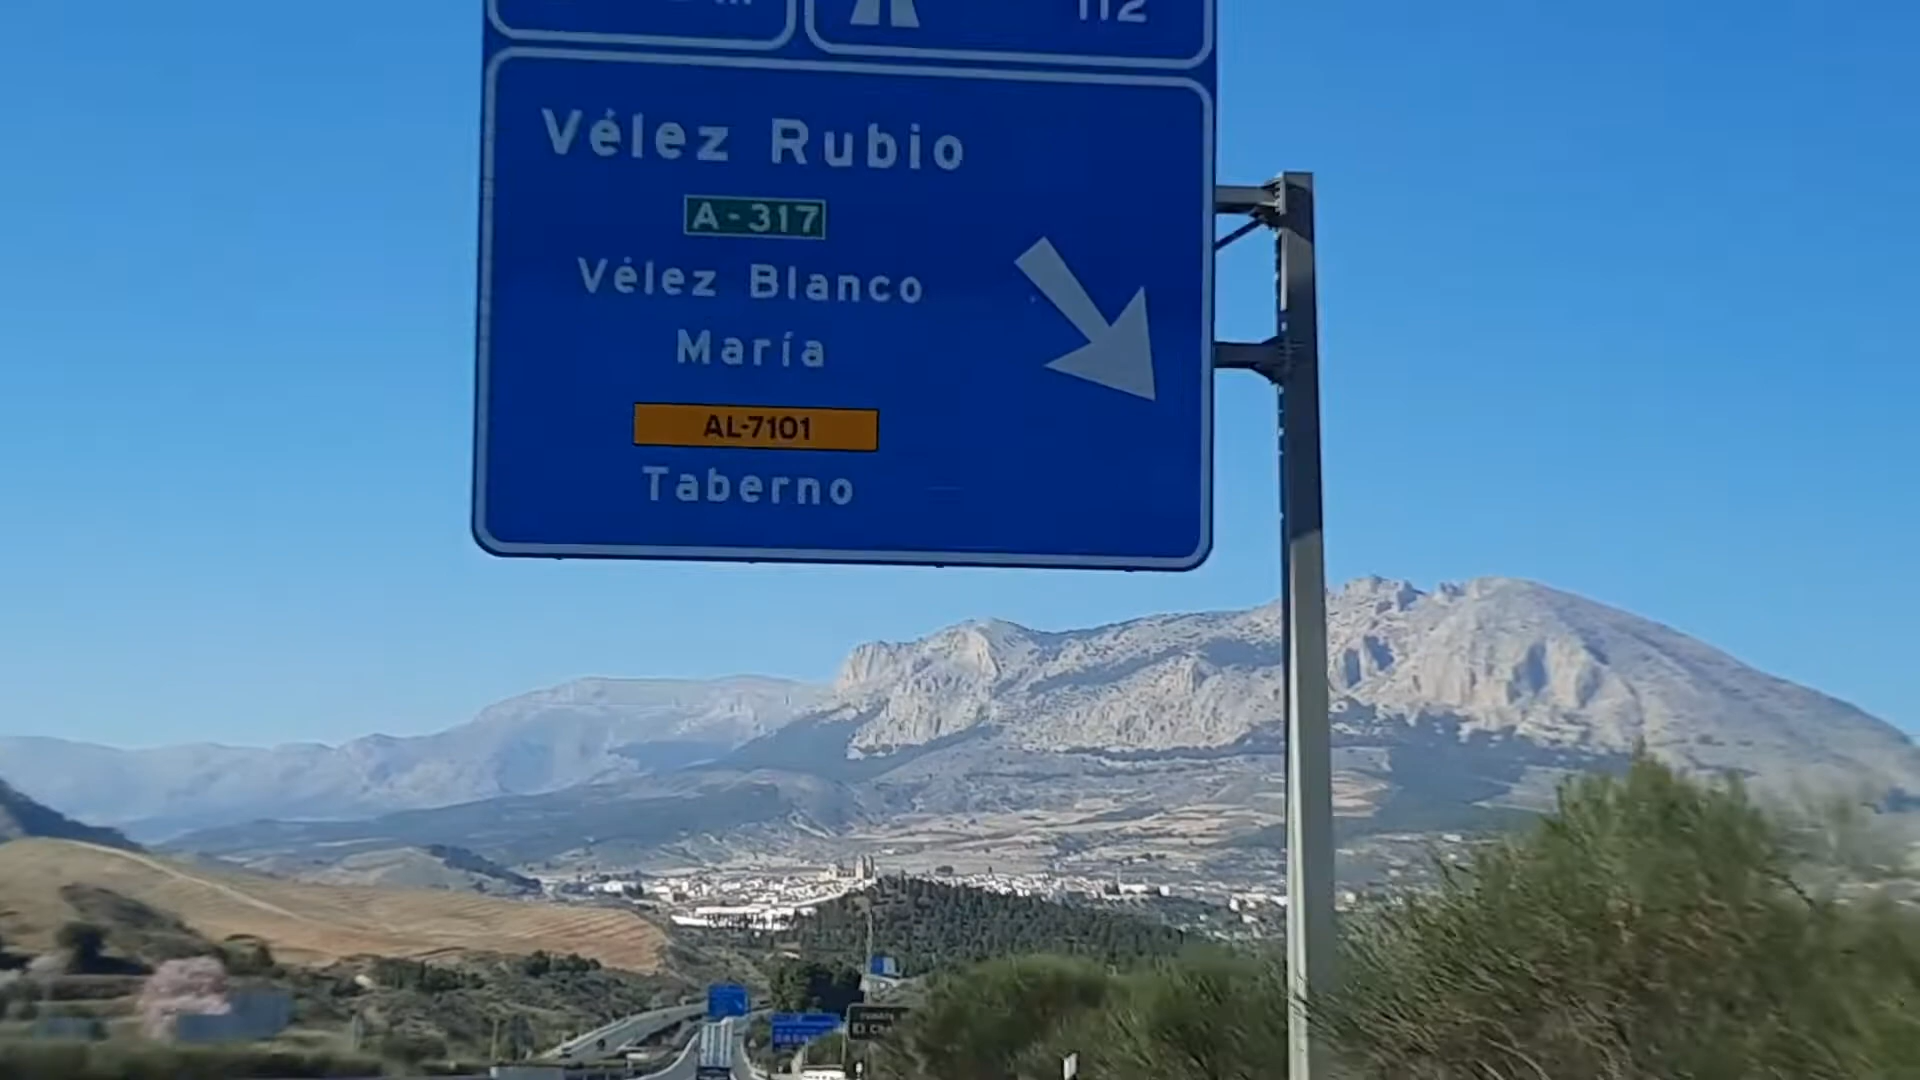 112
Vélez Rubio
A-317
Vélez Blanco
María
AL-7101
Taberno